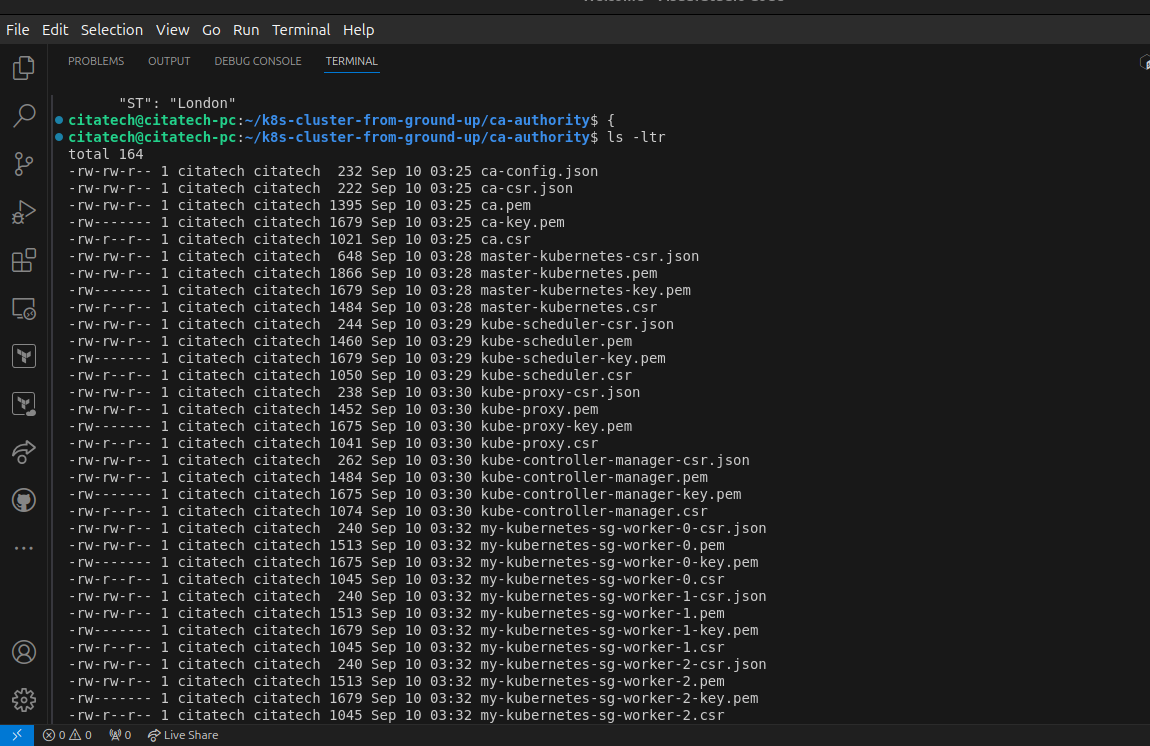 File Edit Selection View Go Run Terminal Help
PROBLEMS OUTPUT DEBUG CONSOLE TERMINAL
"ST": "London"
citatech@citatech-pc:~/k8s-cluster-from-ground-up/ca-authority$ {
citatech@citatech-pc:~/k8s-cluster-from-ground-up/ca-authority$ ls -ltr
total 164
-rw-rw-r-- 1 citatech citatech  232 Sep 10 03:25 ca-config.json
-rw-rw-r-- 1 citatech citatech  222 Sep 10 03:25 ca-csr.json
-rw-rw-r-- 1 citatech citatech 1395 Sep 10 03:25 ca.pem
-rw------- 1 citatech citatech 1679 Sep 10 03:25 ca-key.pem
-rw-r--r-- 1 citatech citatech 1021 Sep 10 03:25 ca.csr
-rw-rw-r-- 1 citatech citatech  648 Sep 10 03:28 master-kubernetes-csr.json
-rw-rw-r-- 1 citatech citatech 1866 Sep 10 03:28 master-kubernetes.pem
-rw------- 1 citatech citatech 1679 Sep 10 03:28 master-kubernetes-key.pem
-rw-r--r-- 1 citatech citatech 1484 Sep 10 03:28 master-kubernetes.csr
-rw-rw-r-- 1 citatech citatech  244 Sep 10 03:29 kube-scheduler-csr.json
-rw-rw-r-- 1 citatech citatech 1460 Sep 10 03:29 kube-scheduler.pem
-rw------- 1 citatech citatech 1679 Sep 10 03:29 kube-scheduler-key.pem
-rw-r--r-- 1 citatech citatech 1050 Sep 10 03:29 kube-scheduler.csr
-rw-rw-r-- 1 citatech citatech  238 Sep 10 03:30 kube-proxy-csr.json
-rw-rw-r-- 1 citatech citatech 1452 Sep 10 03:30 kube-proxy.pem
-rw------- 1 citatech citatech 1675 Sep 10 03:30 kube-proxy-key.pem
-rw-r--r-- 1 citatech citatech 1041 Sep 10 03:30 kube-proxy.csr
-rw-rw-r-- 1 citatech citatech  262 Sep 10 03:30 kube-controller-manager-csr.json
-rw-rw-r-- 1 citatech citatech 1484 Sep 10 03:30 kube-controller-manager.pem
-rw------- 1 citatech citatech 1675 Sep 10 03:30 kube-controller-manager-key.pem
-rw-r--r-- 1 citatech citatech 1074 Sep 10 03:30 kube-controller-manager.csr
-rw-rw-r-- 1 citatech citatech  240 Sep 10 03:32 my-kubernetes-sg-worker-0-csr.json
-rw-rw-r-- 1 citatech citatech 1513 Sep 10 03:32 my-kubernetes-sg-worker-0.pem
-rw------- 1 citatech citatech 1675 Sep 10 03:32 my-kubernetes-sg-worker-0-key.pem
-rw-r--r-- 1 citatech citatech 1045 Sep 10 03:32 my-kubernetes-sg-worker-0.csr
-rw-rw-r-- 1 citatech citatech  240 Sep 10 03:32 my-kubernetes-sg-worker-1-csr.json
-rw-rw-r-- 1 citatech citatech 1513 Sep 10 03:32 my-kubernetes-sg-worker-1.pem
-rw------- 1 citatech citatech 1679 Sep 10 03:32 my-kubernetes-sg-worker-1-key.pem
-rw-r--r-- 1 citatech citatech 1045 Sep 10 03:32 my-kubernetes-sg-worker-1.csr
-rw-rw-r-- 1 citatech citatech  240 Sep 10 03:32 my-kubernetes-sg-worker-2-csr.json
-rw-rw-r-- 1 citatech citatech 1513 Sep 10 03:32 my-kubernetes-sg-worker-2.pem
-rw------- 1 citatech citatech 1679 Sep 10 03:32 my-kubernetes-sg-worker-2-key.pem
-rw-r--r-- 1 citatech citatech 1045 Sep 10 03:32 my-kubernetes-sg-worker-2.csr
0 0 0 Live Share